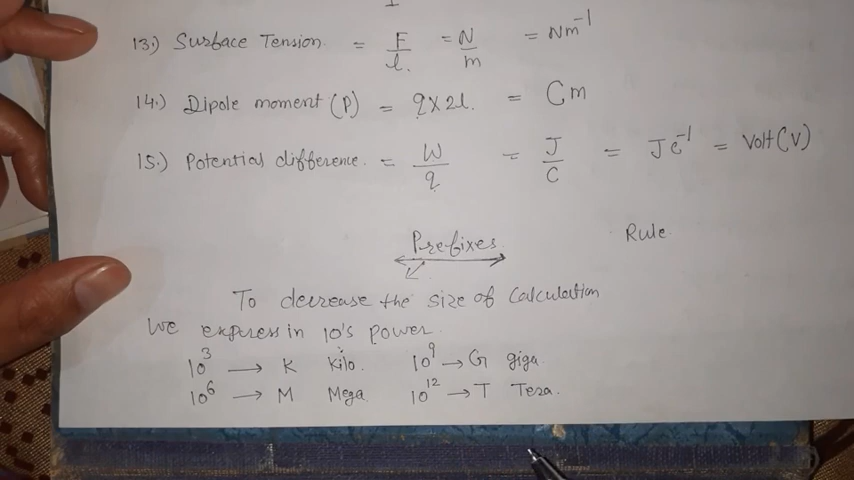 13.) Surface Tension = F/l. = N/m = Nm⁻¹
14.) Dipole moment (P) = q×2l. = Cm
15.) Potential difference. = W/q = J/C = Jc⁻¹ = Volt(V)
Prefixes. Rule
To decrease the size of Calculation
We express in 10's power.
10³ → K Kilo. 10⁹ → G giga.
10⁶ → M Mega. 10¹² → T Tera.